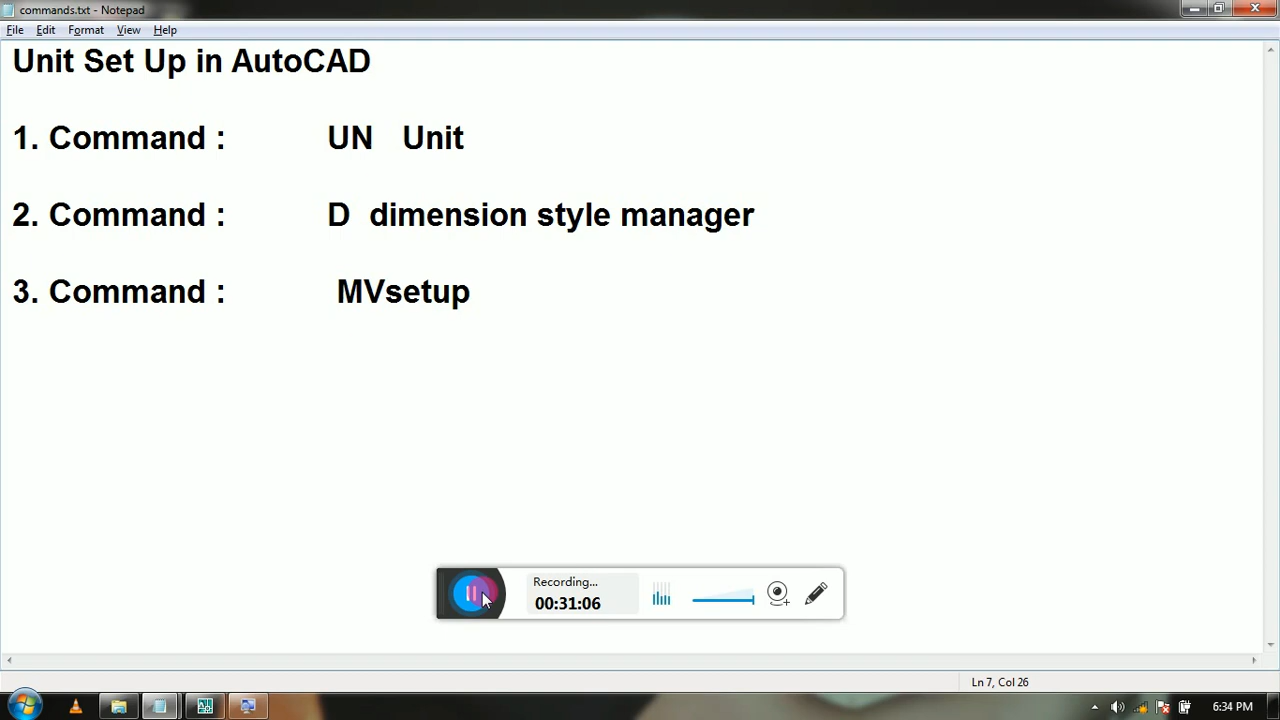 commands.txt - Notepad
File Edit Format View Help
Unit Set Up in AutoCAD
1. Command : UN Unit
2. Command : D dimension style manager
3. Command : MVsetup
Recording...
00:31:06
Ln 7, Col 26
6:34 PM